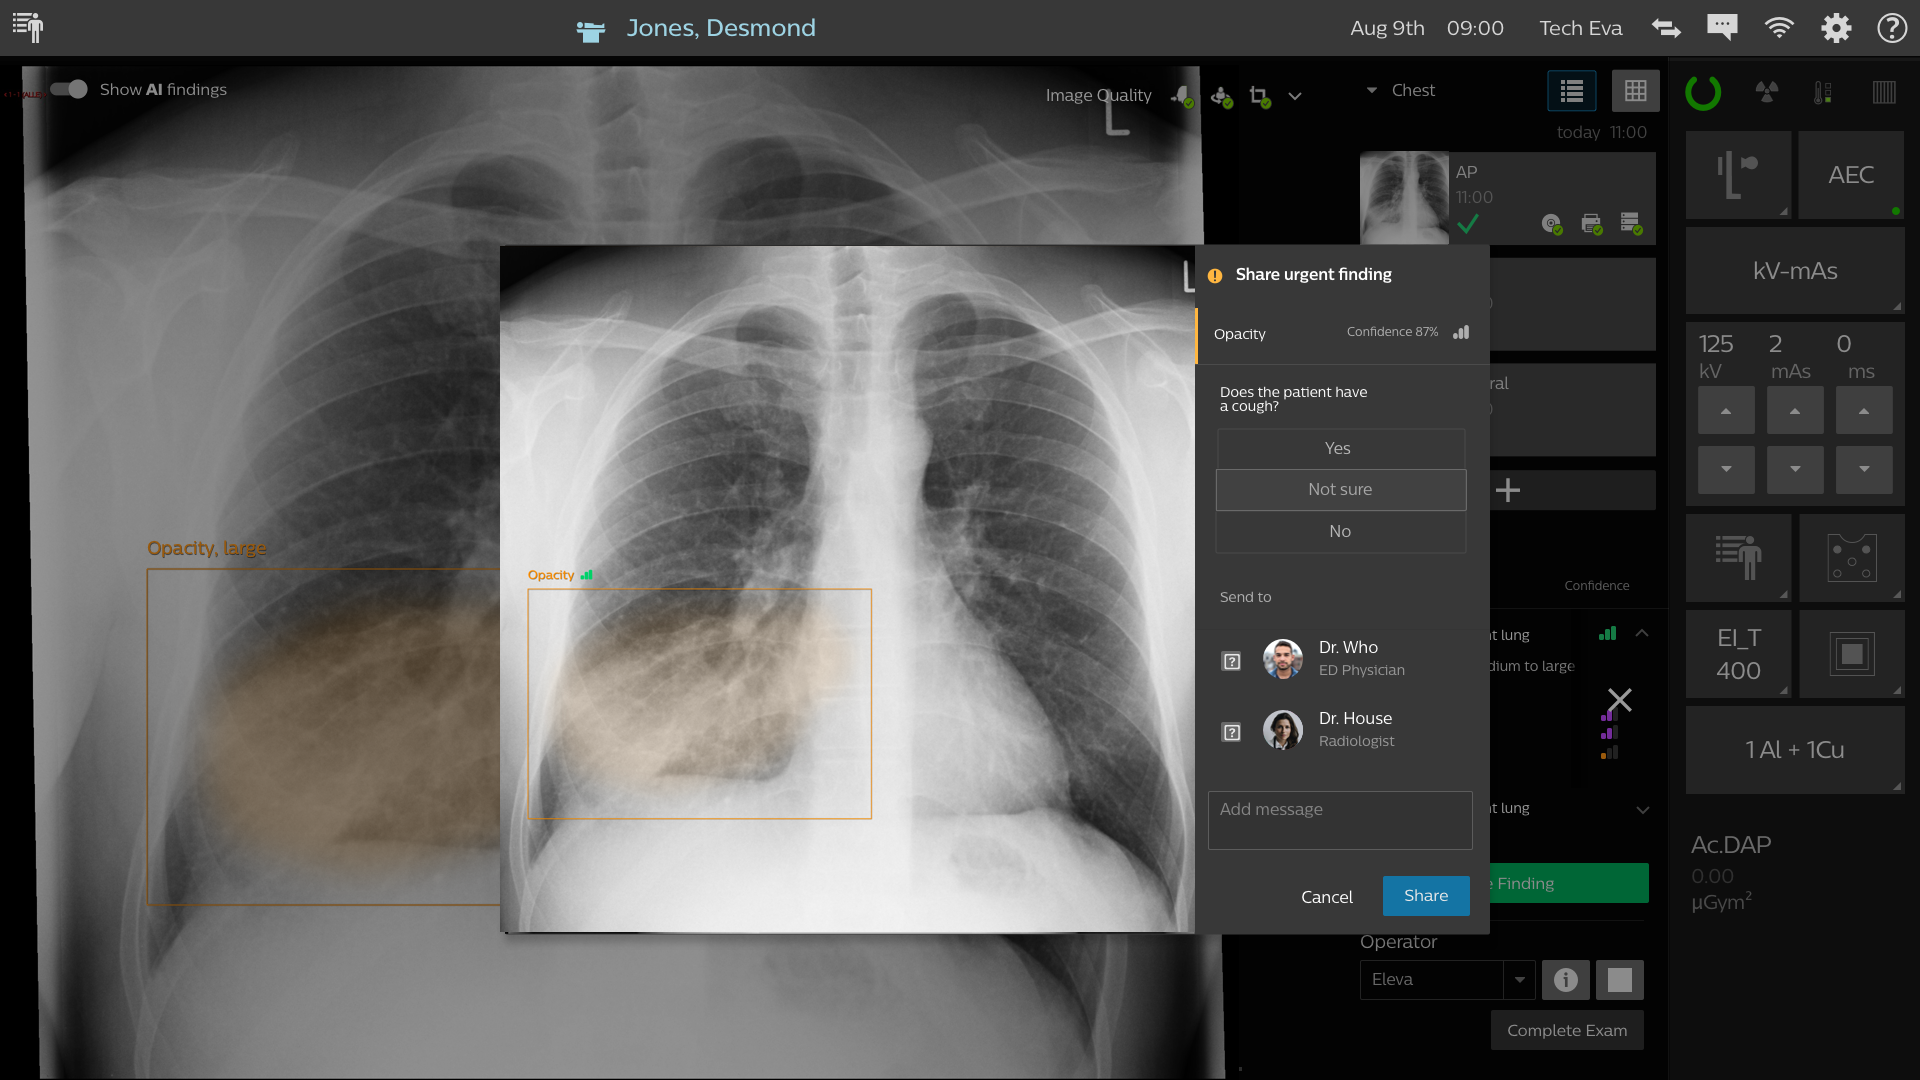 Jones, Desmond
Aug 9th 09:00 Tech Eva
Show AI findings
Image Quality
L
Chest
today 11:00
AP
11:00
AEC
kV-mAs
125 2 0
kV mAs ms
ral
Opacity, large
L
Opacity
Share urgent finding
Opacity Confidence 87%
Does the patient have
a cough?
Yes
Not sure
No
Send to
Dr. Who
ED Physician
Dr. House
Radiologist
Add message
Cancel Share
Confidence
t lung
dium to large
t lung
Finding
Operator
Eleva
Complete Exam
EI_T
400
1 Al + 1Cu
Ac.DAP
0.00
µGym²